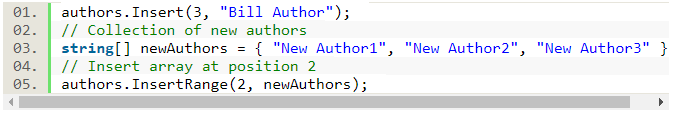 01. authors.Insert(3, "Bill Author");
02. // Collection of new authors
03. string[] newAuthors = { "New Author1", "New Author2", "New Author3" }
04. // Insert array at position 2
05. authors.InsertRange(2, newAuthors);